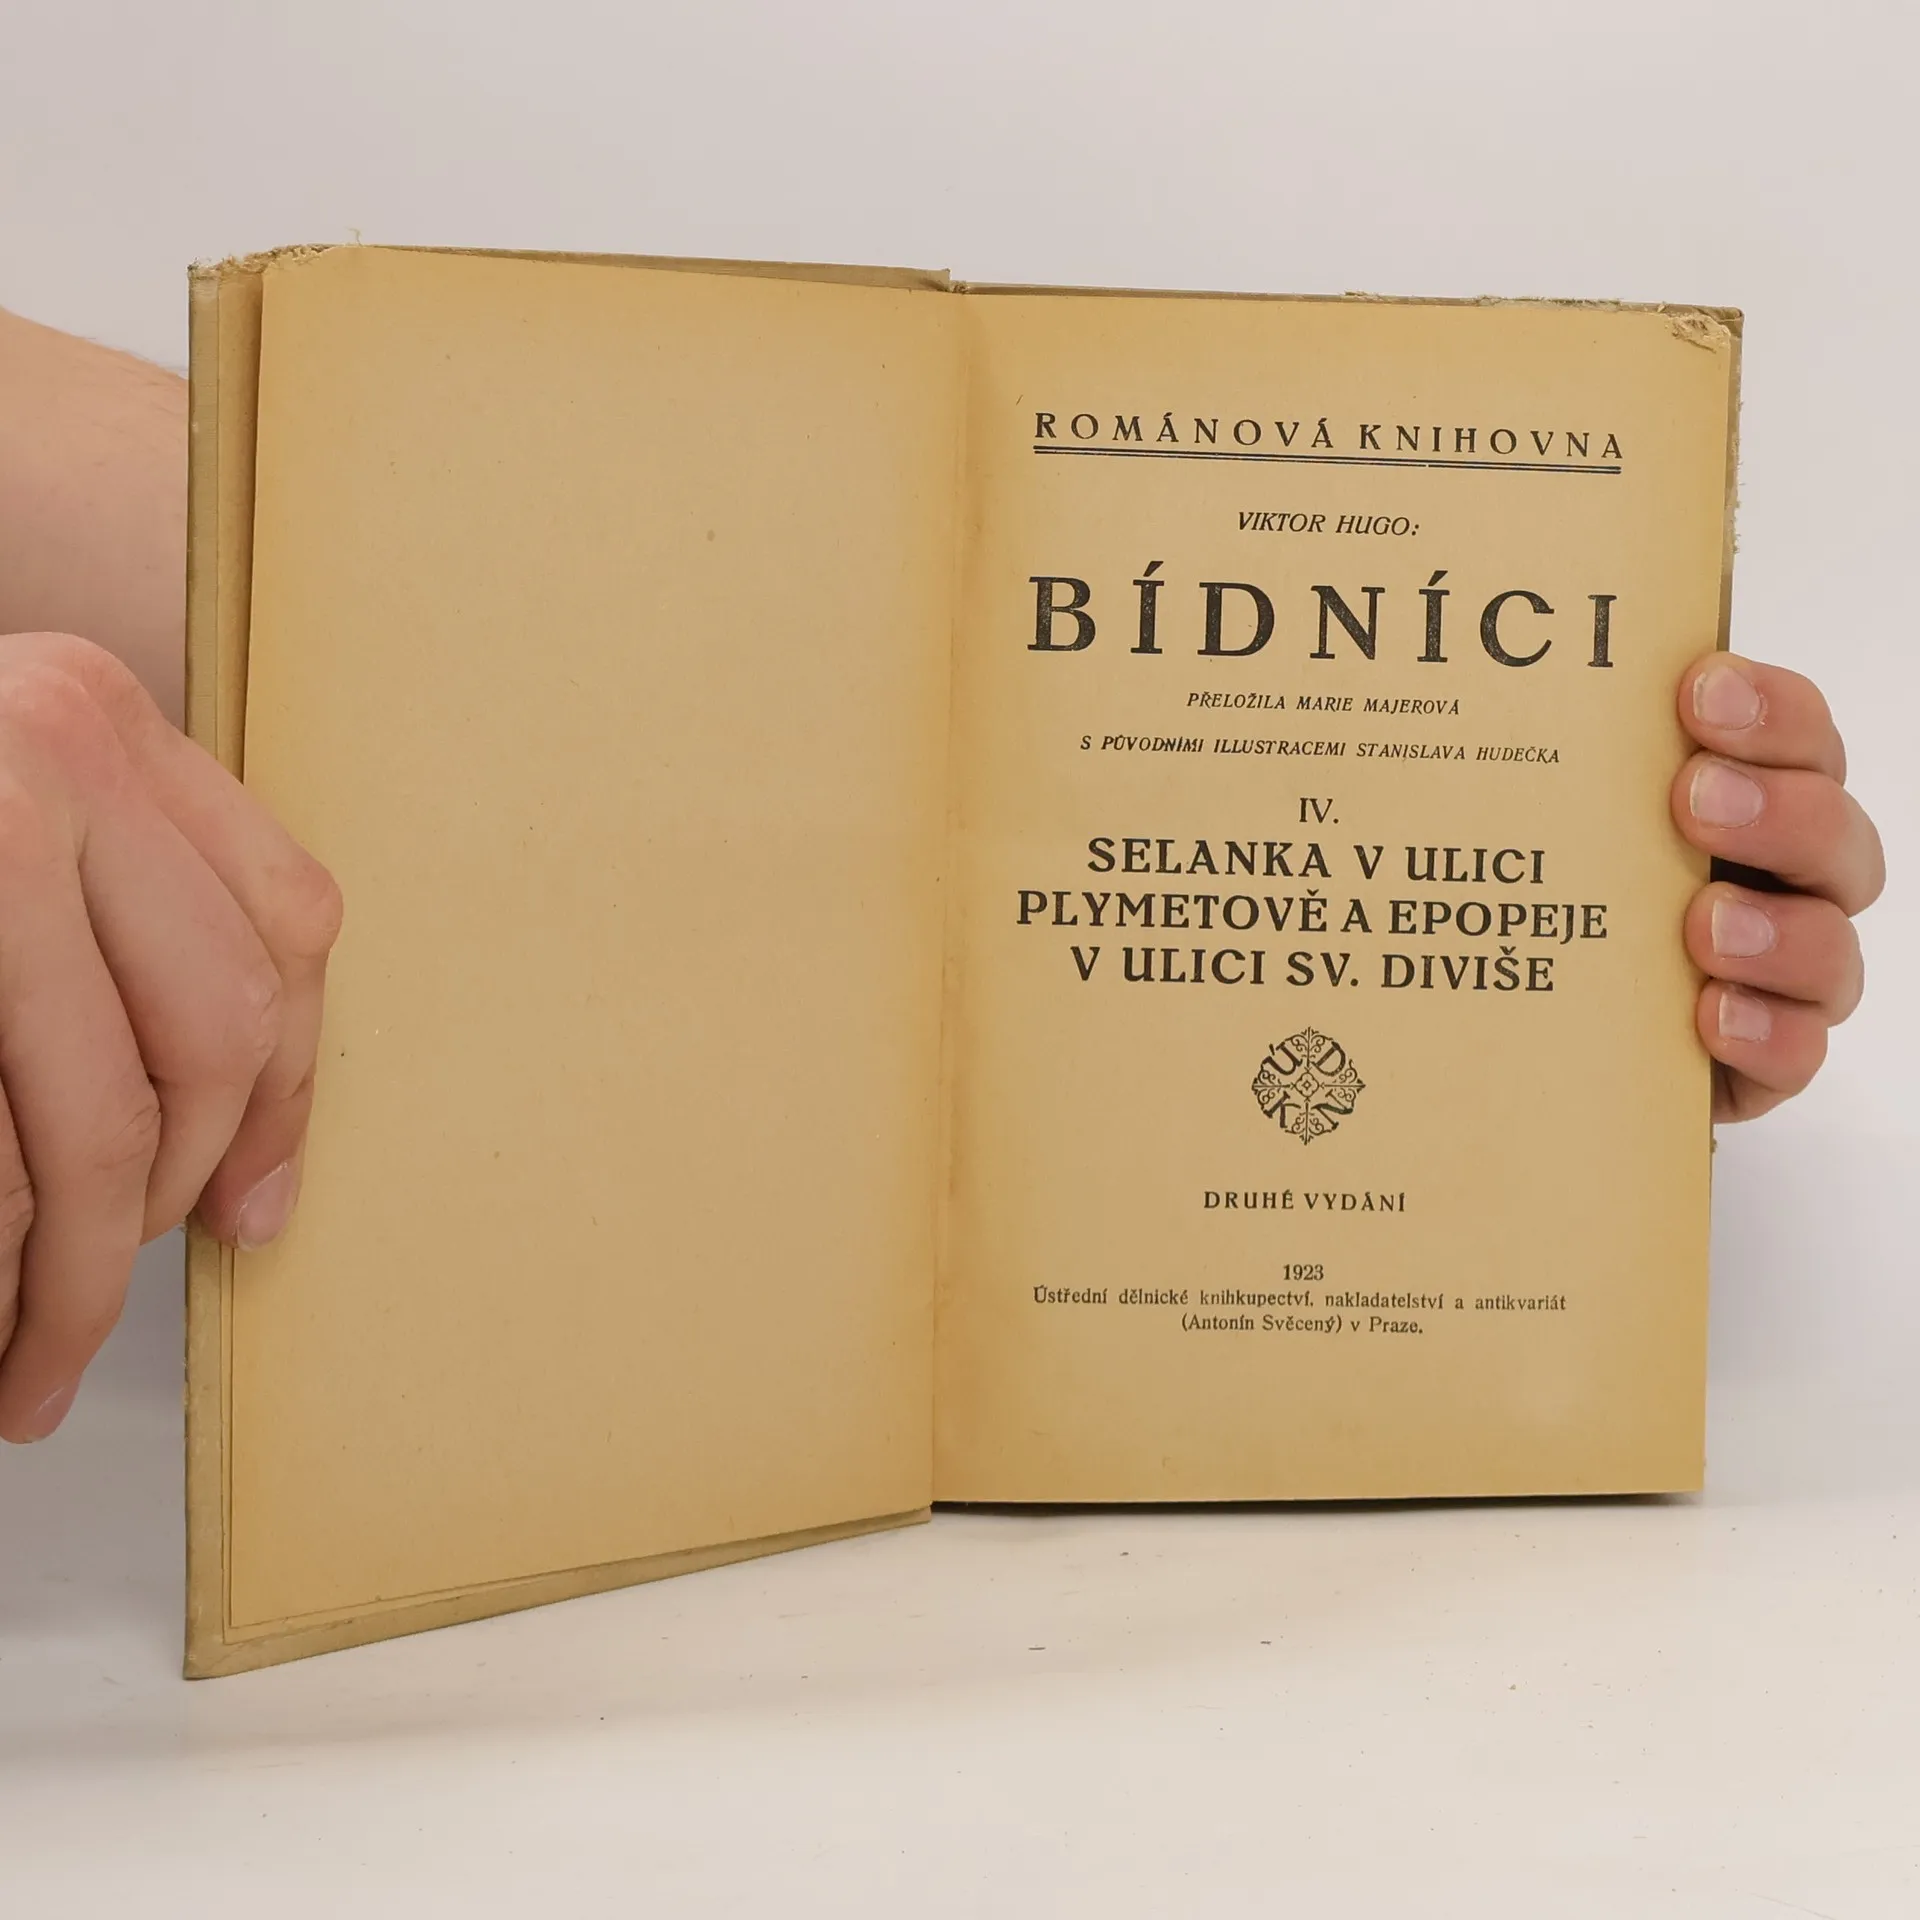 ROMÁNOVÁ KNIHOVNA
VIKTOR HUGO:
BÍDNÍCI
PŘELOŽILA MARIE MAJEROVÁ
S PŮVODNÍMI ILLUSTRACEMI STANISLAVA HUDEČKA
IV.
SELANKA V ULICI
PLYMETOVĚ A EPOPEJE
V ULICI SV. DIVIŠE
Ú D
K N
DRUHÉ VYDÁNÍ
1923
Ústřední dělnické knihkupectví, nakladatelství a antikvariát
(Antonín Svěcený) v Praze.